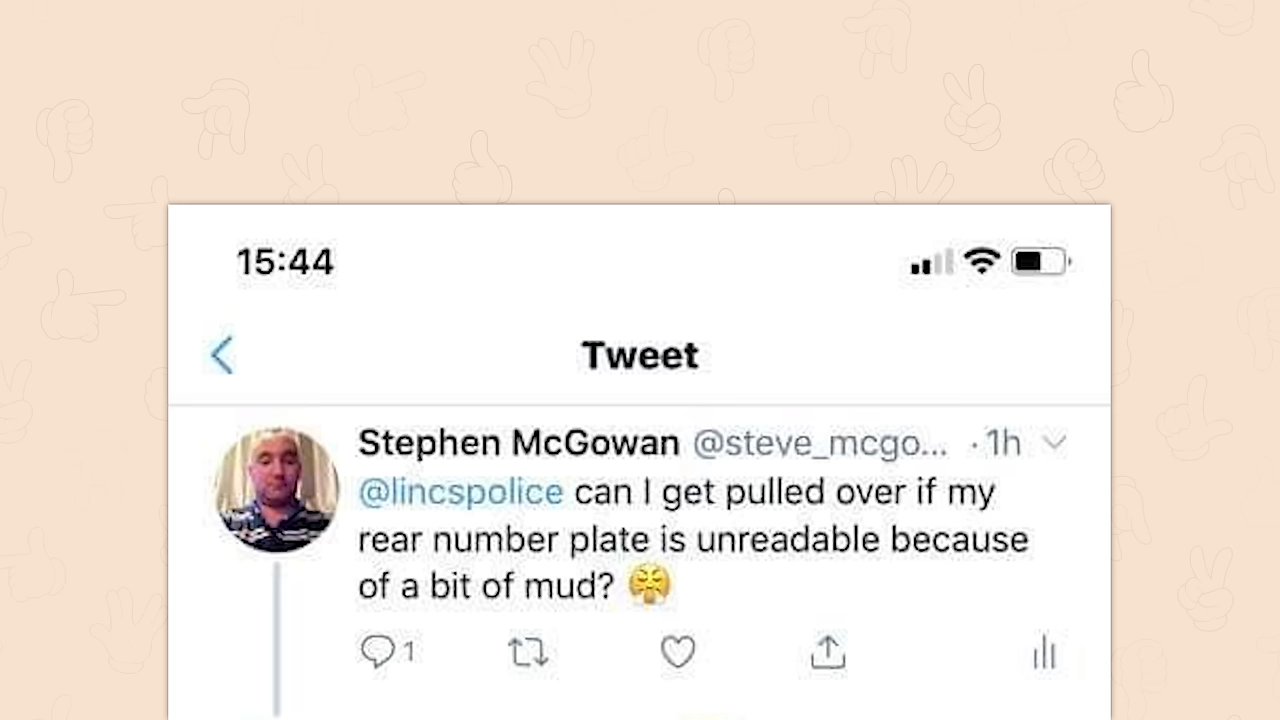 15:44
Tweet
Stephen McGowan @steve_mcgo... · 1h
@lincspolice can I get pulled over if my
rear number plate is unreadable because
of a bit of mud? 😤
1